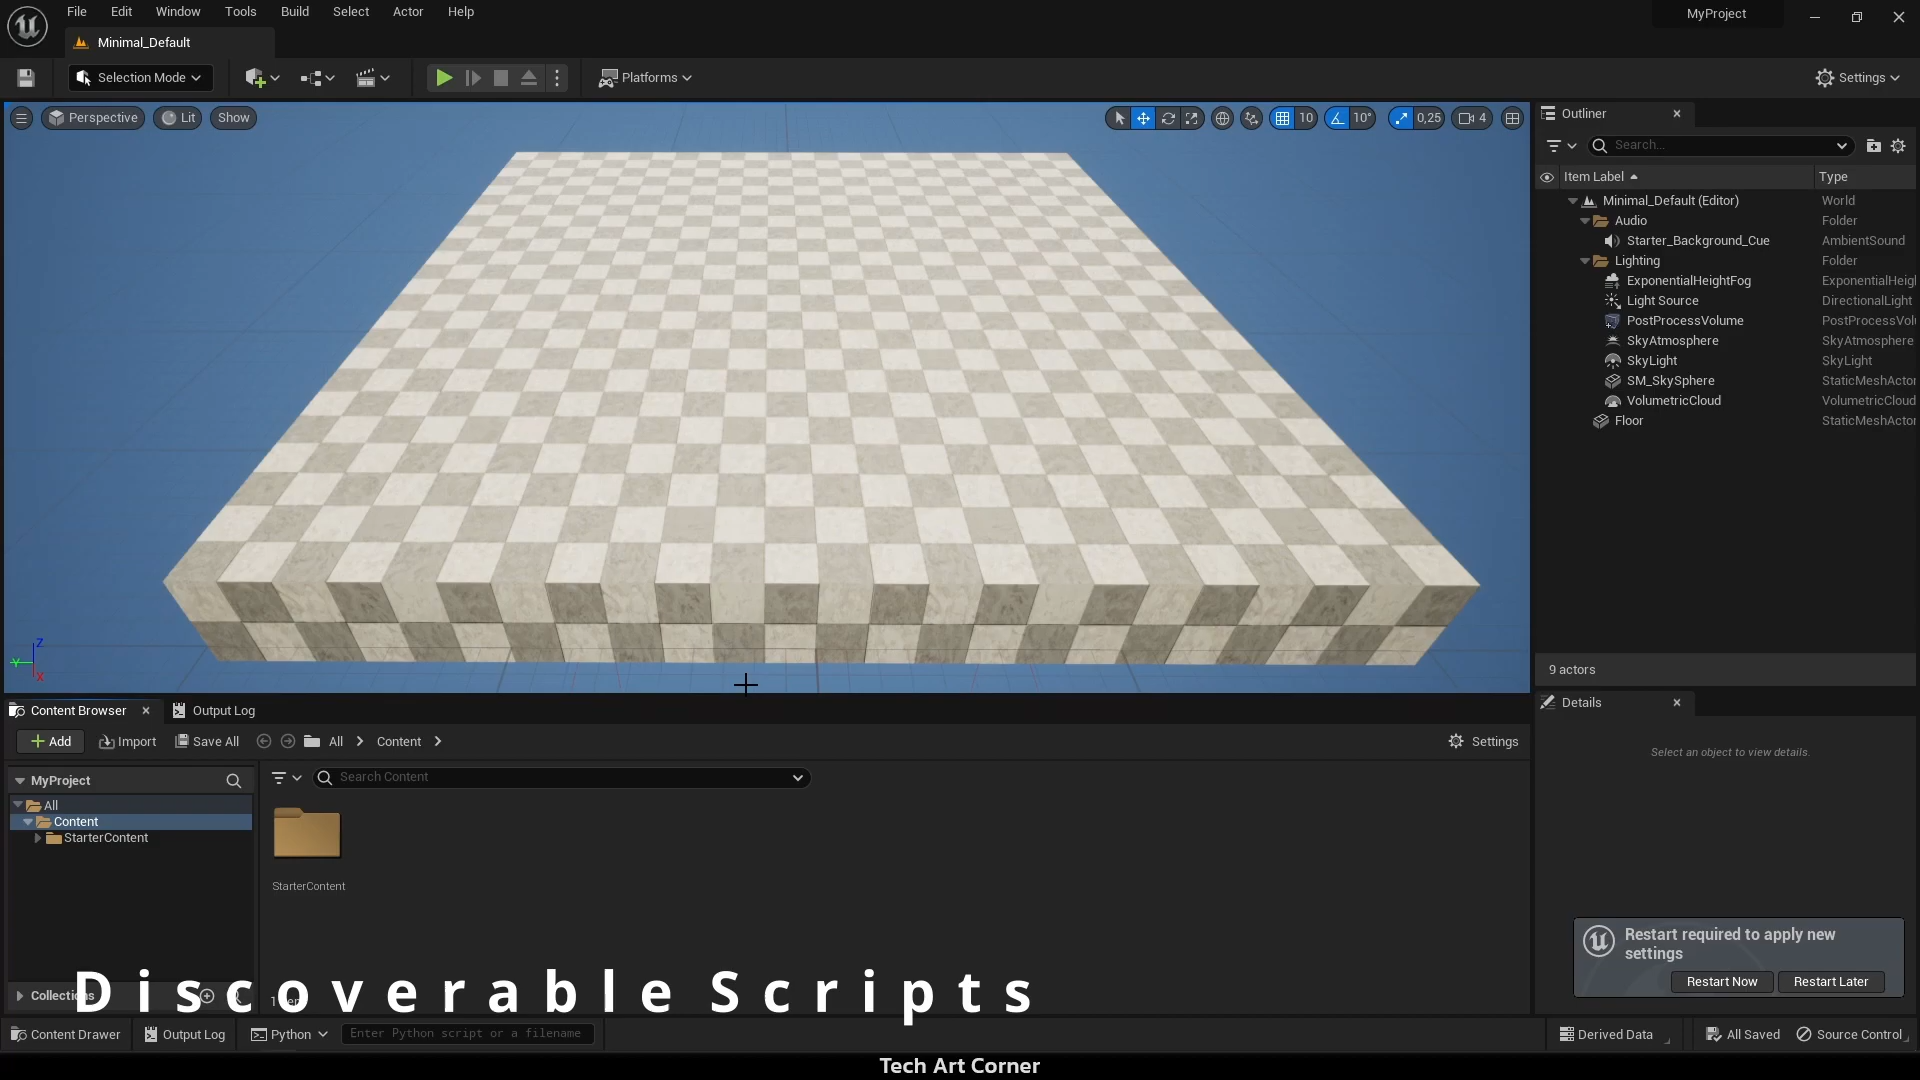 File Edit Window Tools Build Select Actor Help
MyProject
Minimal_Default
Selection Mode
Platforms
Settings
Perspective
Lit
Show
10
10°
0,25
4
Outliner
Search...
Item Label
Type
Minimal_Default (Editor) World
Audio Folder
Starter_Background_Cue AmbientSound
Lighting Folder
ExponentialHeightFog ExponentialHeigh
Light Source DirectionalLight
PostProcessVolume PostProcessVolu
SkyAtmosphere SkyAtmosphere
SkyLight SkyLight
SM_SkySphere StaticMeshActor
VolumetricCloud VolumetricCloud
Floor StaticMeshActor
9 actors
Z
Y
X
Content Browser
Output Log
Add
Import
Save All
All
Content
Settings
MyProject
Search Content
All
Content
StarterContent
StarterContent
Details
Select an object to view details.
Restart required to apply new
settings
Restart Now
Restart Later
Collections
Discoverable Scripts
Content Drawer
Output Log
Python
Enter Python script or a filename
Derived Data
All Saved
Source Control
Tech Art Corner